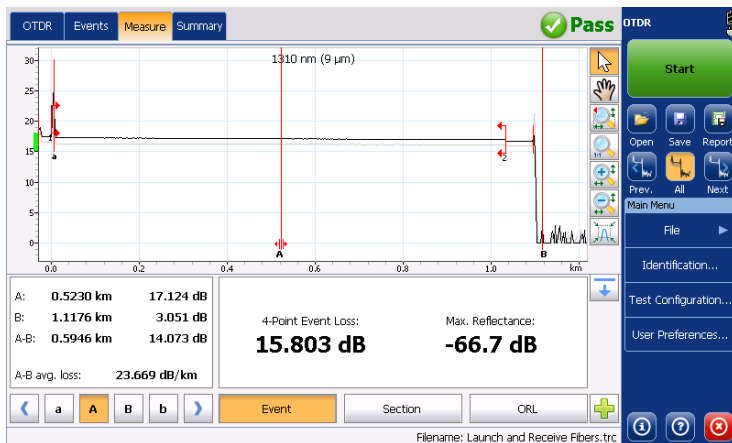 OTDR Events Measure Summary Pass OTDR
1310 nm (9 µm)
30
25
20
15
10
5
0
1
a
2
A
B
0.0 0.2 0.4 0.6 0.8 1.0 km
Start
Open Save Report
Prev. All Next
Main Menu
File
Identification...
Test Configuration...
User Preferences...
A: 0.5230 km 17.124 dB
B: 1.1176 km 3.051 dB
A-B: 0.5946 km 14.073 dB
A-B avg. loss: 23.669 dB/km
4-Point Event Loss: Max. Reflectance:
15.803 dB -66.7 dB
a A B b Event Section ORL
Filename: Launch and Receive Fibers.trc